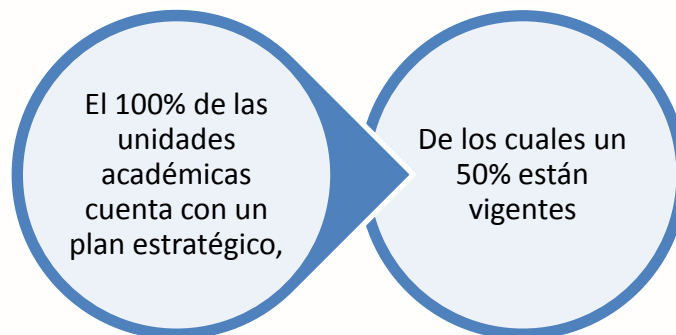 El 100% de las
unidades
académicas
cuenta con un
plan estratégico,
De los cuales un
50% están
vigentes